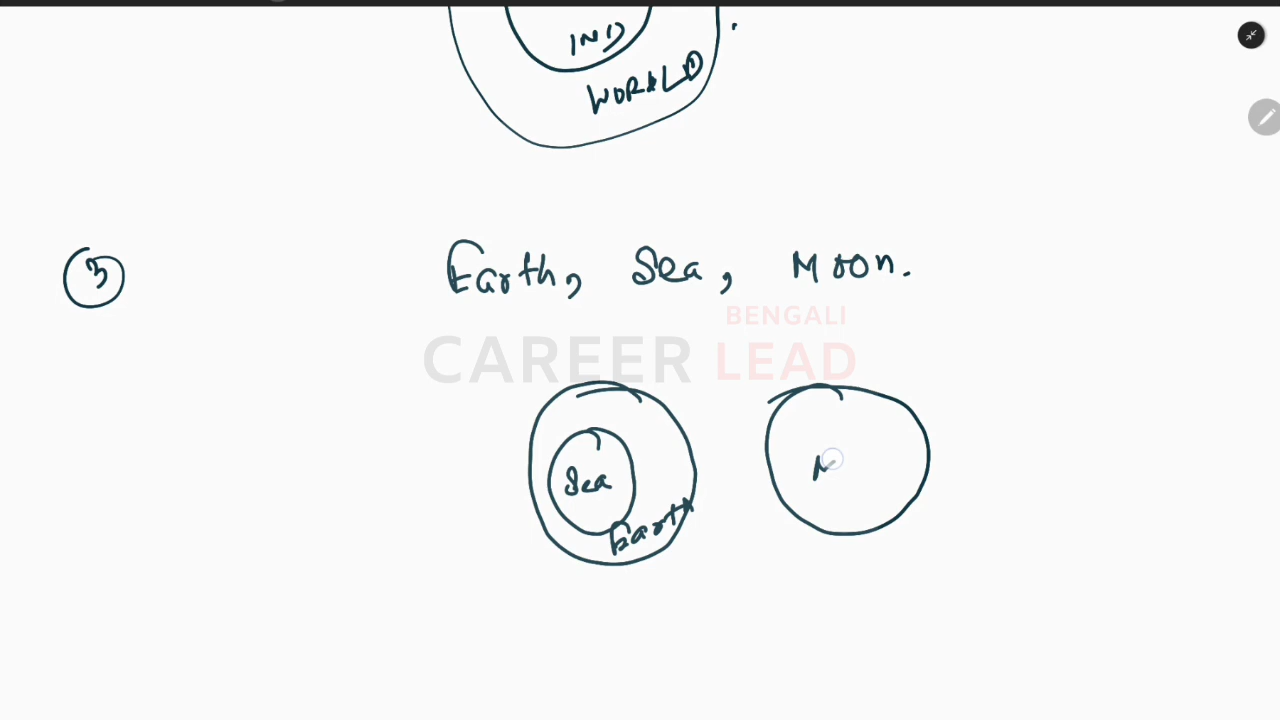 IND
WORLD
3
Earth, Sea, Moon.
BENGALI
CAREER LEAD
Sea
Earth
M